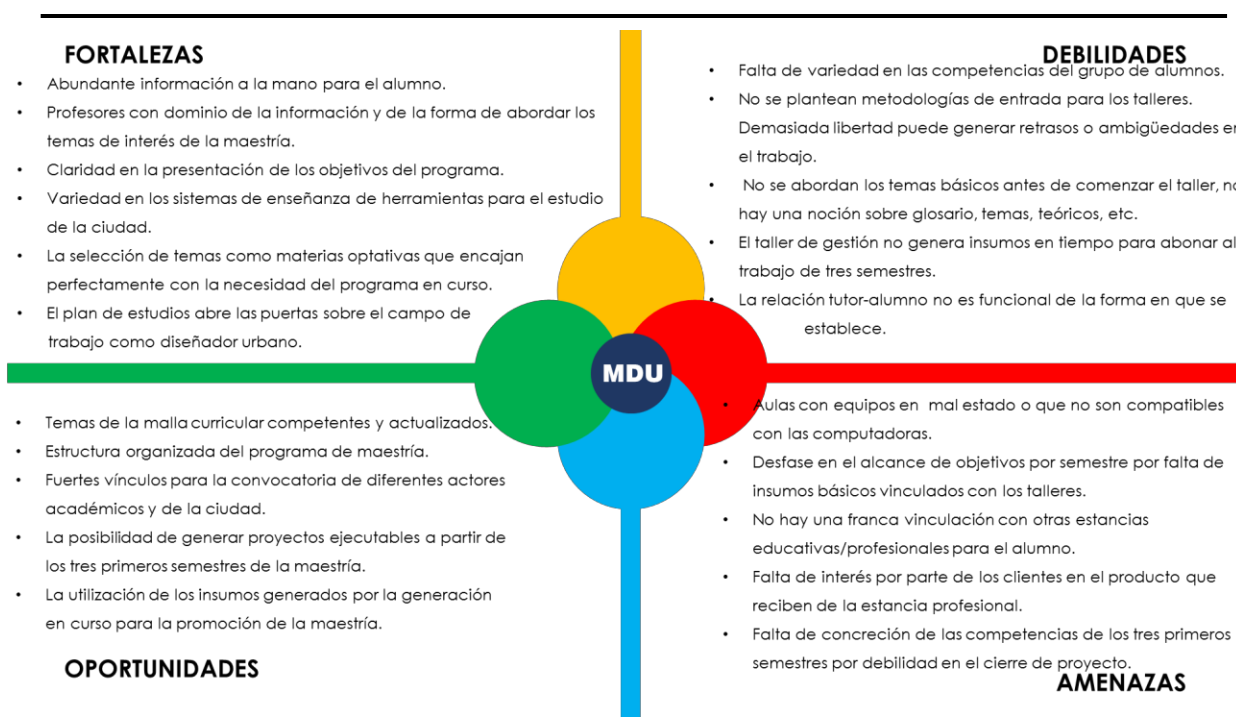 FORTALEZAS
• Abundante información a la mano para el alumno.
• Profesores con dominio de la información y de la forma de abordar los
temas de interés de la maestría.
• Claridad en la presentación de los objetivos del programa.
• Variedad en los sistemas de enseñanza de herramientas para el estudio
de la ciudad.
• La selección de temas como materias optativas que encajan
perfectamente con la necesidad del programa en curso.
• El plan de estudios abre las puertas sobre el campo de
trabajo como diseñador urbano.
DEBILIDADES
• Falta de variedad en las competencias del grupo de alumnos.
• No se plantean metodologías de entrada para los talleres.
Demasiada libertad puede generar retrasos o ambigüedades en
el trabajo.
• No se abordan los temas básicos antes de comenzar el taller, no
hay una noción sobre glosario, temas, teóricos, etc.
• El taller de gestión no genera insumos en tiempo para abonar al
trabajo de tres semestres.
• La relación tutor-alumno no es funcional de la forma en que se
establece.
MDU
• Temas de la malla curricular competentes y actualizados.
• Estructura organizada del programa de maestría.
• Fuertes vínculos para la convocatoria de diferentes actores
académicos y de la ciudad.
• La posibilidad de generar proyectos ejecutables a partir de
los tres primeros semestres de la maestría.
• La utilización de los insumos generados por la generación
en curso para la promoción de la maestría.
OPORTUNIDADES
• Aulas con equipos en mal estado o que no son compatibles
con las computadoras.
• Desfase en el alcance de objetivos por semestre por falta de
insumos básicos vinculados con los talleres.
• No hay una franca vinculación con otras estancias
educativas/profesionales para el alumno.
• Falta de interés por parte de los clientes en el producto que
reciben de la estancia profesional.
• Falta de concreción de las competencias de los tres primeros
semestres por debilidad en el cierre de proyecto.
AMENAZAS